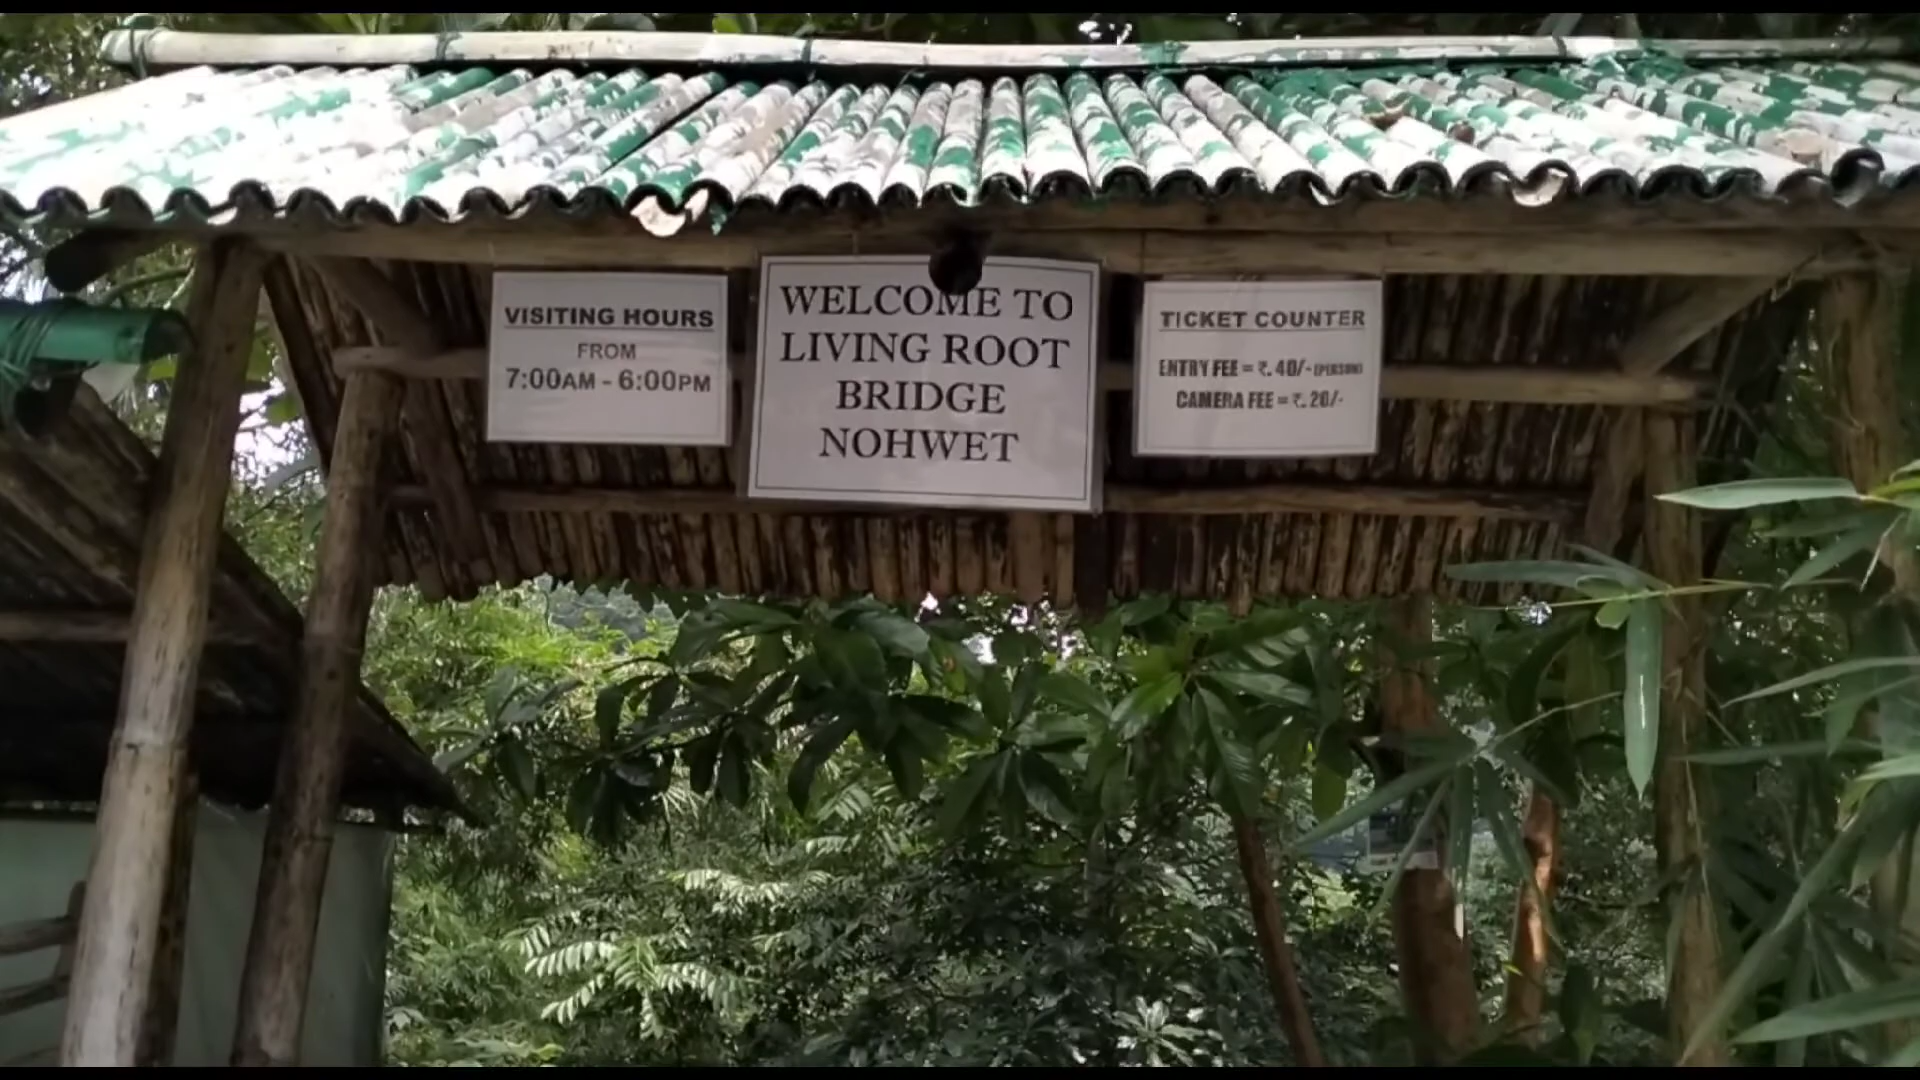 VISITING HOURS
FROM
7:00AM - 6:00PM
WELCOME TO
LIVING ROOT
BRIDGE
NOHWET
TICKET COUNTER
ENTRY FEE = ₹. 40/- (PERSON)
CAMERA FEE = ₹. 20/-